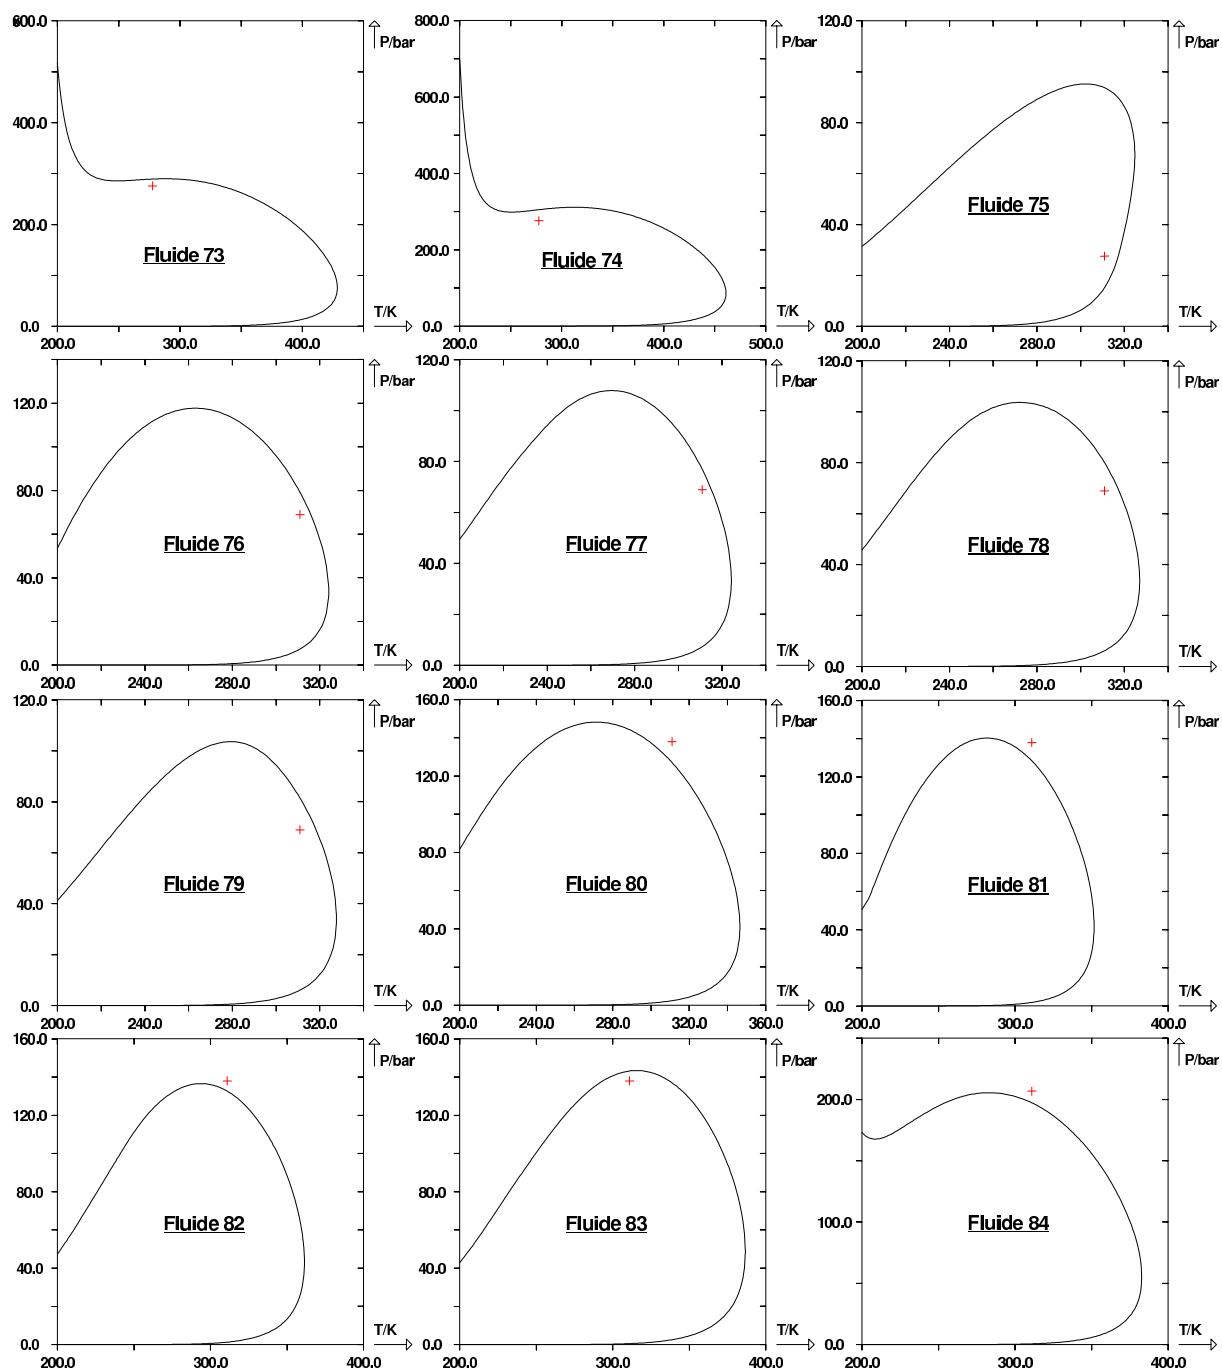 600.0 800.0 120.0
P/bar P/bar P/bar
400.0 600.0 80.0
400.0
200.0 Fluide 73 200.0 Fluide 74 40.0 Fluide 75
T/K T/K T/K
0.0 0.0 0.0
200.0 300.0 400.0 200.0 300.0 400.0 500.0 200.0 240.0 280.0 320.0
120.0 120.0
P/bar P/bar P/bar
120.0
80.0 80.0 80.0
Fluide 76 Fluide 77 Fluide 78
40.0 40.0 40.0
T/K T/K T/K
0.0 0.0 0.0
200.0 240.0 280.0 320.0 200.0 240.0 280.0 320.0 200.0 240.0 280.0 320.0
120.0 160.0 160.0
P/bar P/bar P/bar
80.0 120.0 120.0
80.0 80.0
Fluide 79 Fluide 80 Fluide 81
40.0 40.0 40.0
T/K T/K T/K
0.0 0.0 0.0
200.0 240.0 280.0 320.0 200.0 240.0 280.0 320.0 360.0 200.0 300.0 400.0
160.0 160.0
P/bar P/bar P/bar
120.0 120.0 200.0
80.0 80.0
Fluide 82 Fluide 83 100.0 Fluide 84
40.0 40.0
T/K T/K T/K
0.0 0.0 0.0
200.0 300.0 400.0 200.0 300.0 400.0 200.0 300.0 400.0